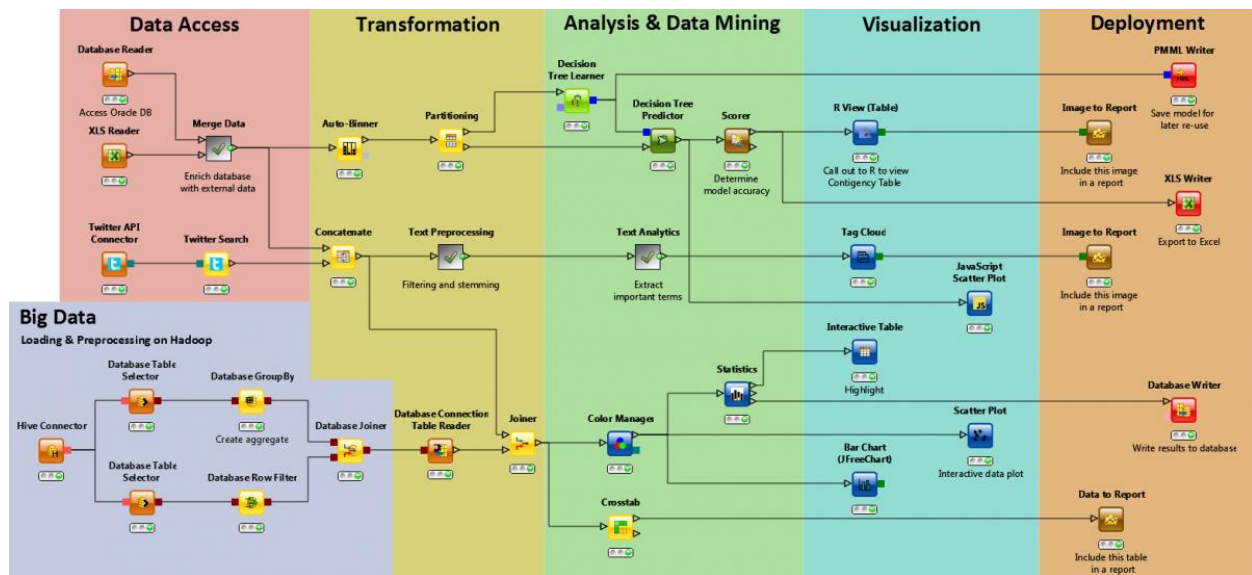 Data Access
Transformation
Analysis & Data Mining
Visualization
Deployment
Database Reader
Access Oracle DB
XLS Reader
Merge Data
Enrich database
with external data
Twitter API
Connector
Twitter Search
Auto-Binner
Partitioning
Concatenate
Text Preprocessing
Filtering and stemming
Decision
Tree Learner
Decision Tree
Predictor
Scorer
Determine
model accuracy
Text Analytics
Extract
important terms
R View (Table)
Call out to R to view
Contigency Table
Tag Cloud
JavaScript
Scatter Plot
JS
PMML Writer
PMML
Save model for
later re-use
Image to Report
Include this image
in a report
XLS Writer
Export to Excel
Image to Report
Include this image
in a report
Big Data
Loading & Preprocessing on Hadoop
Hive Connector
H
Database Table
Selector
Database GroupBy
Create aggregate
Database Table
Selector
Database Row Filter
Database Joiner
Database Connection
Table Reader
Joiner
Color Manager
Statistics
Crosstab
Interactive Table
Highlight
Scatter Plot
Interactive data plot
Bar Chart
(JFreeChart)
Database Writer
Write results to database
Data to Report
Include this table
in a report